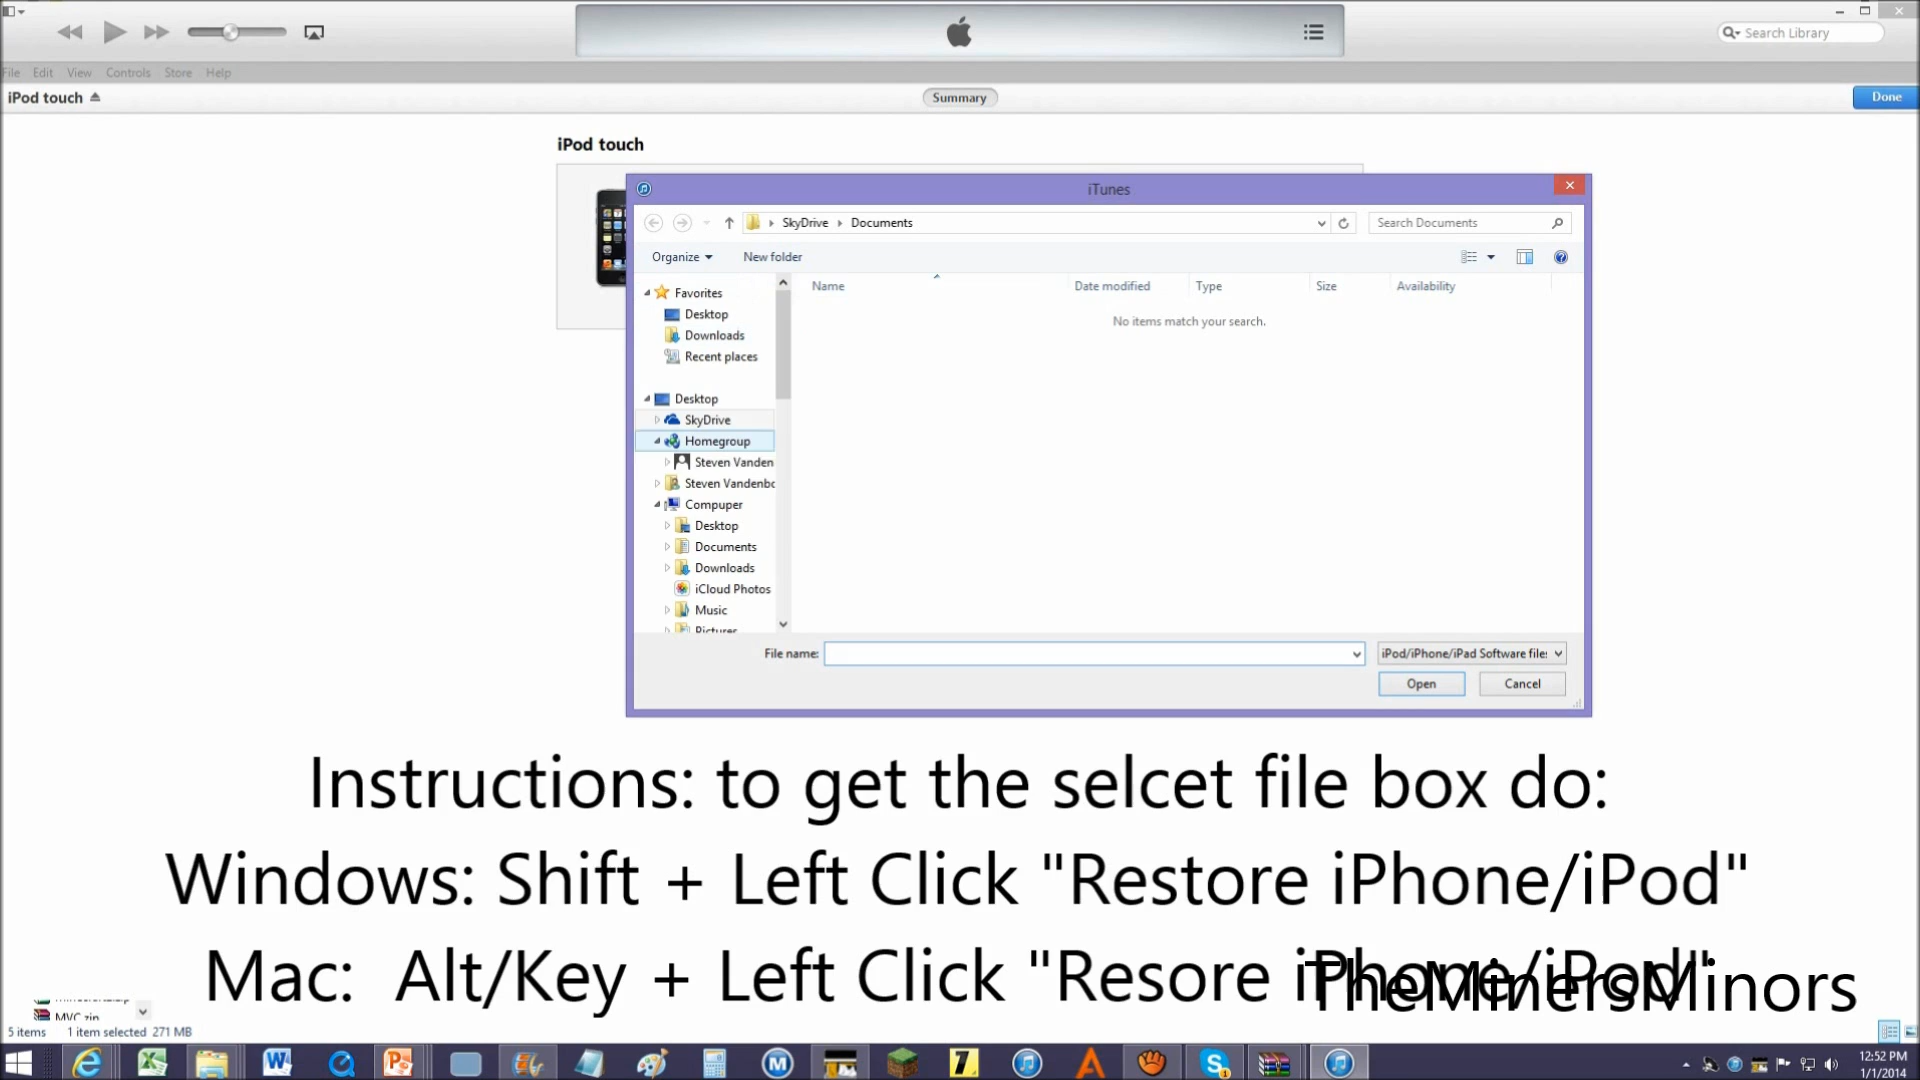 Search Library
File Edit View Controls Store Help
iPod touch
Summary
Done
iPod touch
iTunes
SkyDrive Documents
Search Documents
Organize
New folder
Name
Date modified
Type
Size
Availability
No items match your search.
Favorites
Desktop
Downloads
Recent places
Desktop
SkyDrive
Homegroup
Steven Vanden
Steven Vandenbo
Compuper
Desktop
Documents
Downloads
iCloud Photos
Music
Pictures
File name:
iPod/iPhone/iPad Software files
Open
Cancel
Instructions: to get the selcet file box do:
Windows: Shift + Left Click "Restore iPhone/iPod"
Mac: Alt/Key + Left Click "Resore iPhone/iPod"
TheMinersMinors
MVC.zip
5 items 1 item selected 271 MB
12:52 PM
1/1/2014